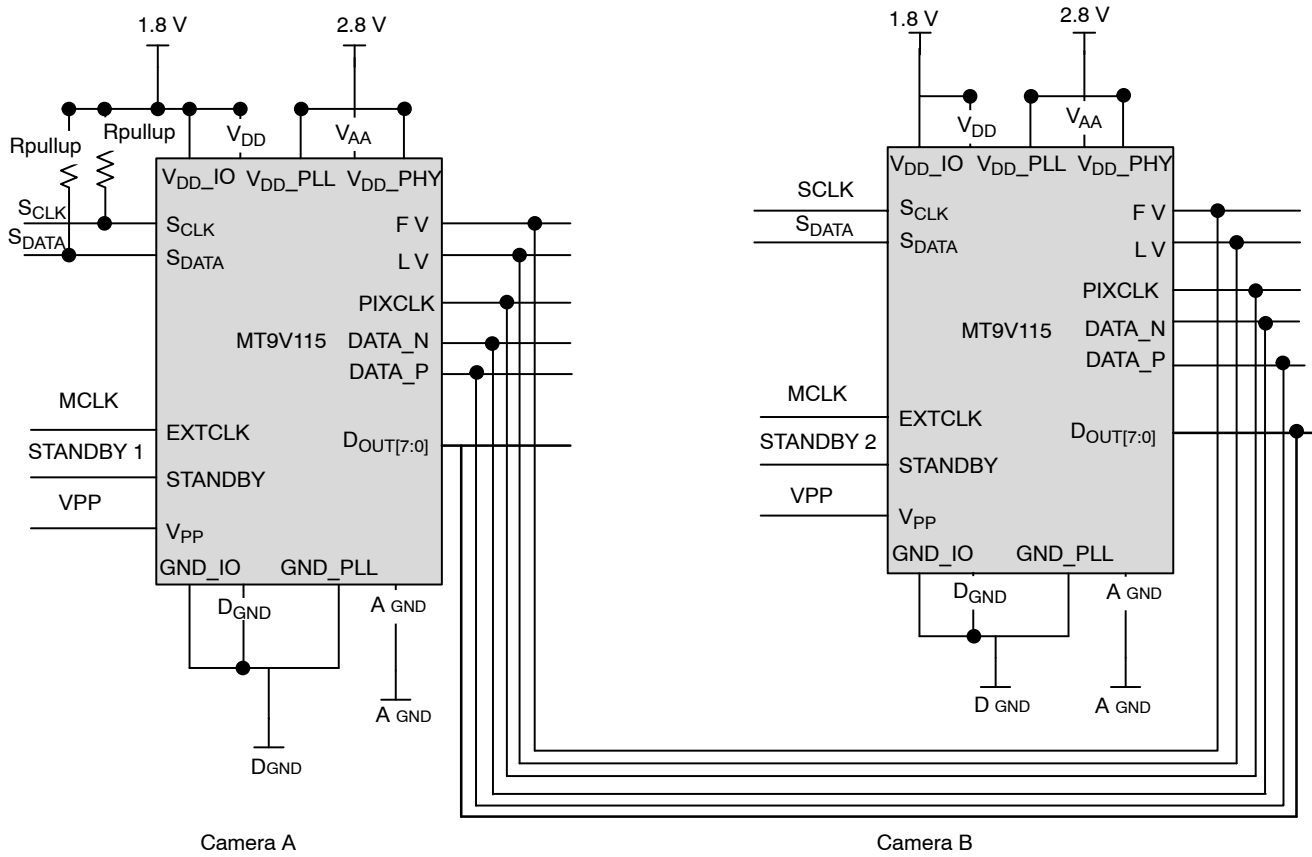 1.8 V
2.8 V
Rpullup
Rpullup
VDD
VAA
VDD_IO
VDD_PLL
VDD_PHY
SCLK
SDATA
SCLK
SDATA
F V
L V
PIXCLK
MT9V115
DATA_N
DATA_P
MCLK
EXTCLK
DOUT[7:0]
STANDBY 1
STANDBY
VPP
VPP
GND_IO
GND_PLL
DGND
A GND
A GND
DGND
Camera A
1.8 V
2.8 V
VDD
VAA
VDD_IO
VDD_PLL
VDD_PHY
SCLK
SDATA
SCLK
SDATA
F V
L V
PIXCLK
MT9V115
DATA_N
DATA_P
MCLK
EXTCLK
DOUT[7:0]
STANDBY 2
STANDBY
VPP
VPP
GND_IO
GND_PLL
DGND
A GND
D GND
A GND
Camera B